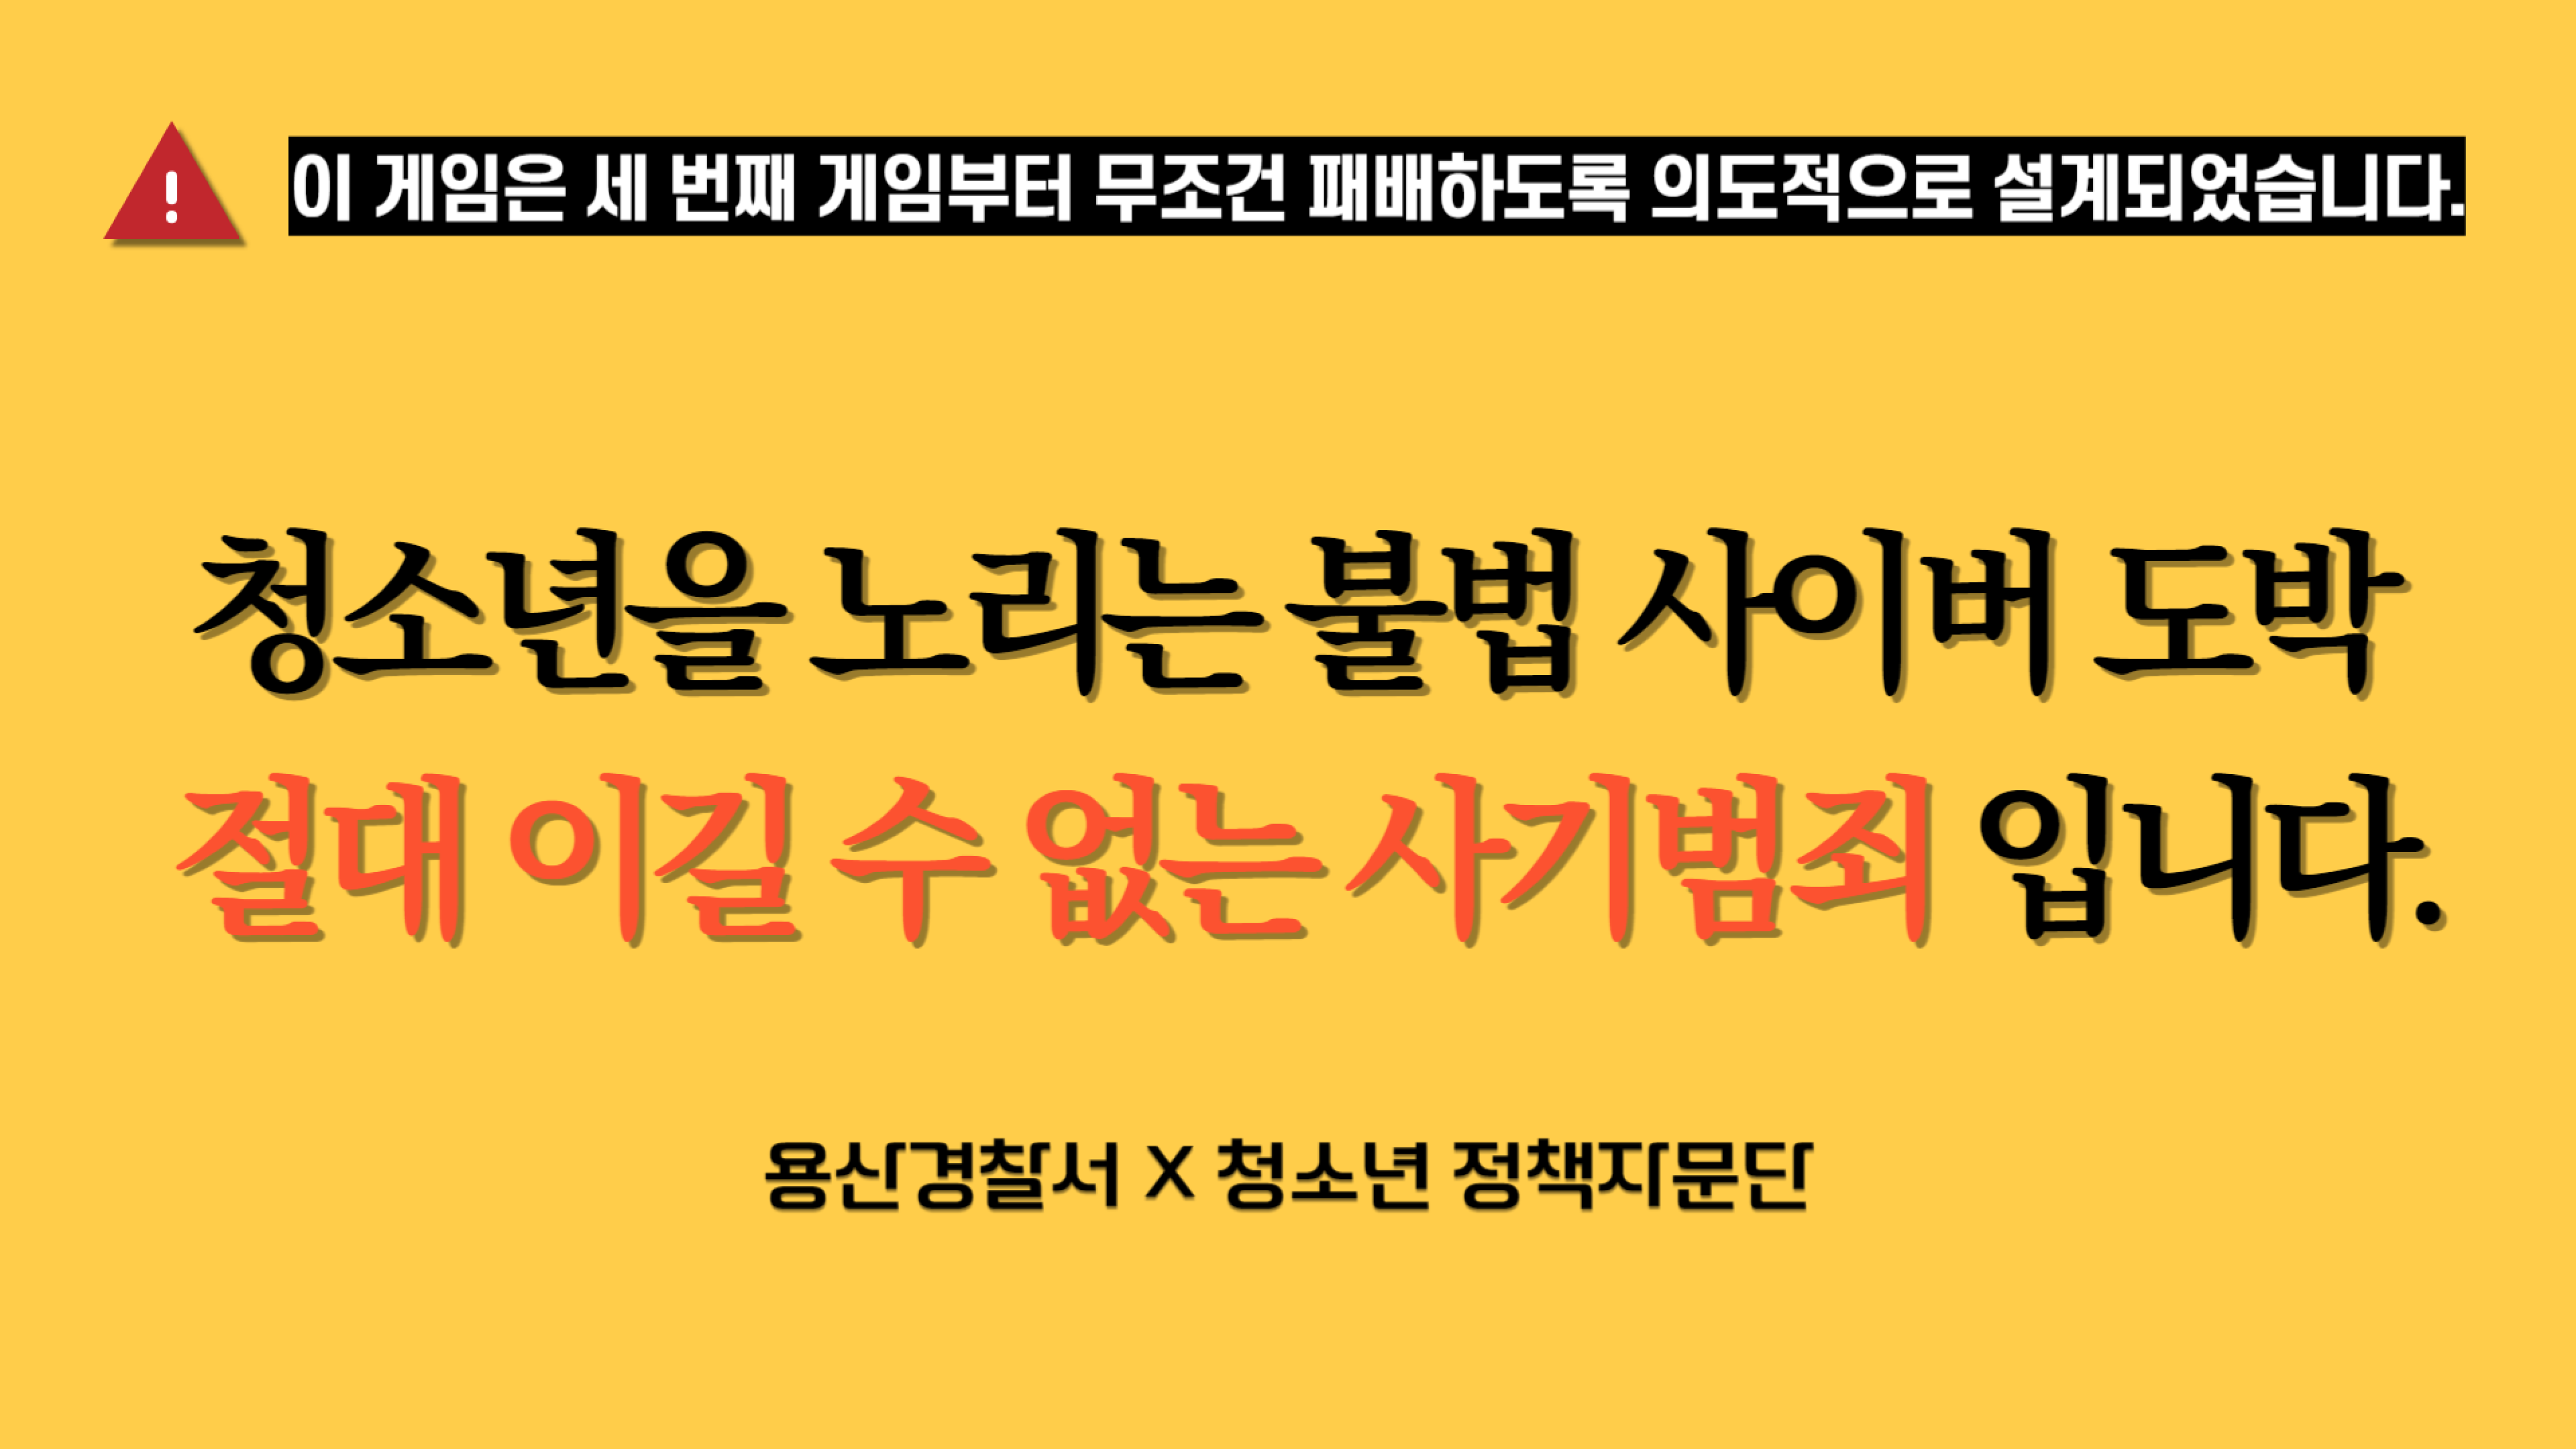 이 게임은 세 번째 게임부터 무조건 패배하도록 의도적으로 설계되었습니다.
청소년을 노리는 불법 사이버 도박
절대 이길 수 없는 사기범죄 입니다.
용산경찰서 X 청소년 정책자문단